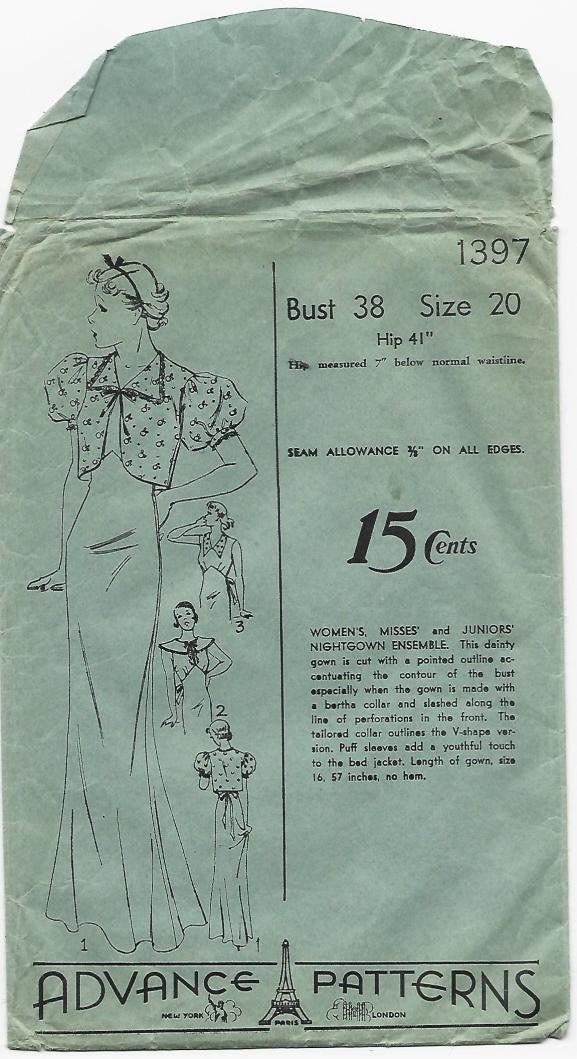 1397
Bust 38 Size 20
Hip 41"
Hip measured 7" below normal waistline.
SEAM ALLOWANCE ⅜" ON ALL EDGES.
15 Cents
WOMEN'S, MISSES' and JUNIORS'
NIGHTGOWN ENSEMBLE. This dainty
gown is cut with a pointed outline ac-
centuating the contour of the bust
especially when the gown is made with
a bertha collar and slashed along the
line of perforations in the front. The
tailored collar outlines the V-shape ver-
sion. Puff sleeves add a youthful touch
to the bed jacket. Length of gown, size
16, 57 inches, no hem.
3
2
1
1
ADVANCE PATTERNS
NEW YORK PARIS LONDON